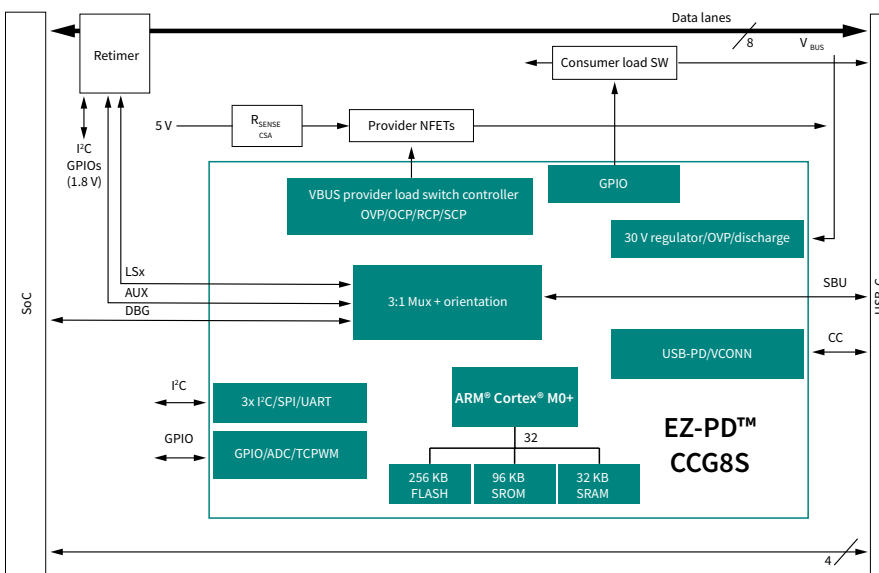 Data lanes
8
V BUS
Retimer
Consumer load SW
5 V
RSENSE
CSA
Provider NFETs
I²C
GPIOs
(1.8 V)
GPIO
VBUS provider load switch controller
OVP/OCP/RCP/SCP
30 V regulator/OVP/discharge
LSx
AUX
DBG
3:1 Mux + orientation
SBU
SoC
CC
USB-PD/VCONN
I²C
3x I²C/SPI/UART
ARM® Cortex® M0+
GPIO
GPIO/ADC/TCPWM
32
EZ-PD™
CCG8S
256 KB
FLASH
96 KB
SROM
32 KB
SRAM
4